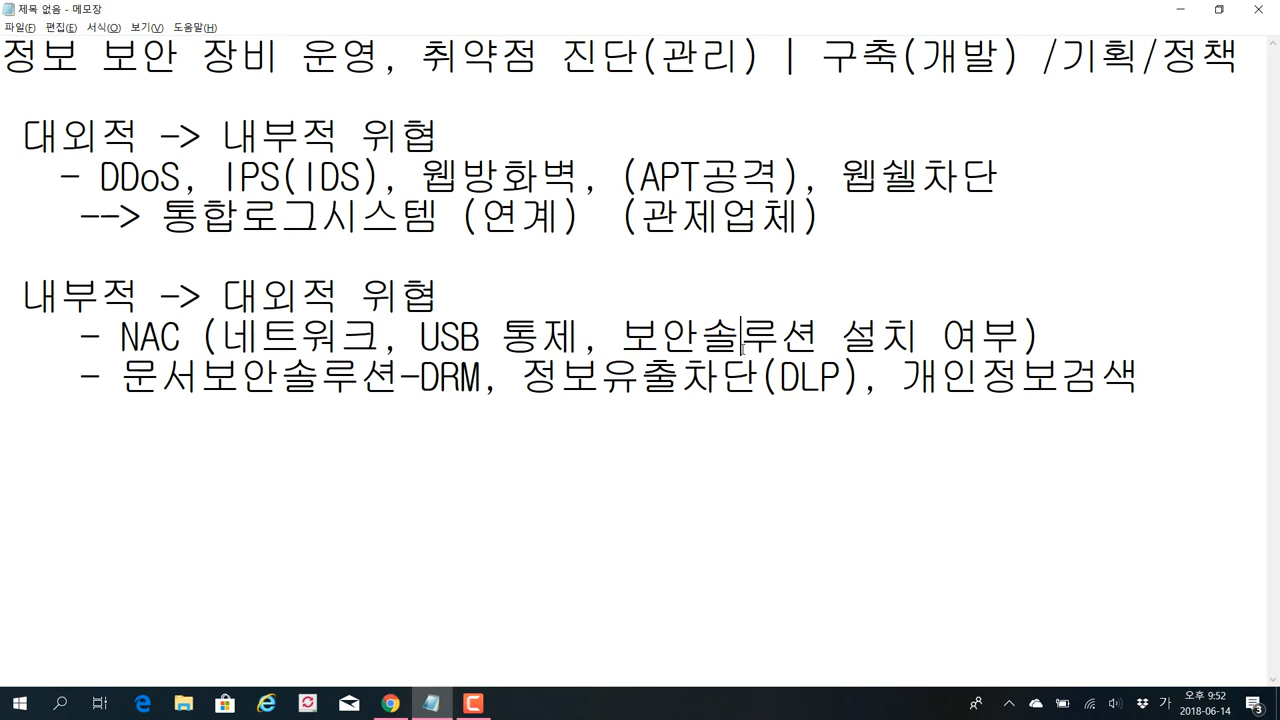 제목 없음 - 메모장
파일(F) 편집(E) 서식(O) 보기(V) 도움말(H)
정보 보안 장비 운영, 취약점 진단(관리) | 구축(개발) /기획/정책
대외적 -> 내부적 위협
- DDoS, IPS(IDS), 웹방화벽, (APT공격), 웹쉘차단
--> 통합로그시스템 (연계) (관제업체)
내부적 -> 대외적 위협
- NAC (네트워크, USB 통제, 보안솔루션 설치 여부)
- 문서보안솔루션-DRM, 정보유출차단(DLP), 개인정보검색
가
오후 9:52
2018-06-14
3